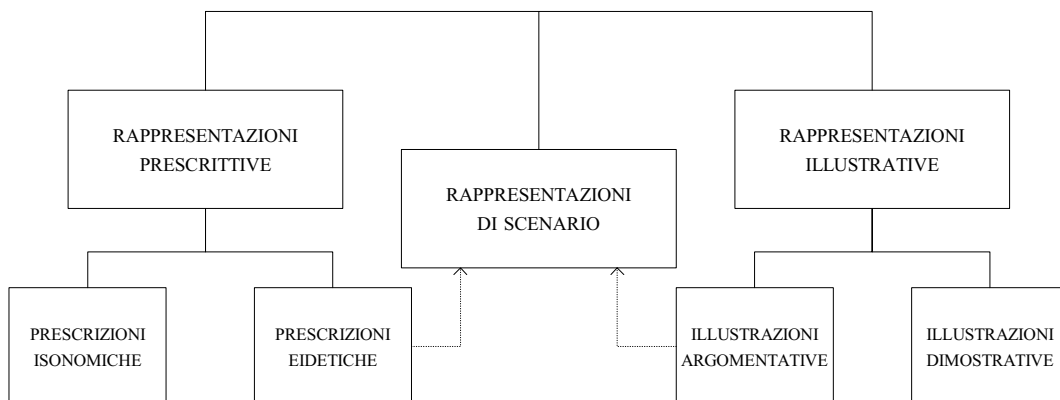 RAPPRESENTAZIONI
PRESCRITTIVE
RAPPRESENTAZIONI
DI SCENARIO
RAPPRESENTAZIONI
ILLUSTRATIVE
PRESCRIZIONI
ISONOMICHE
PRESCRIZIONI
EIDETICHE
ILLUSTRAZIONI
ARGOMENTATIVE
ILLUSTRAZIONI
DIMOSTRATIVE